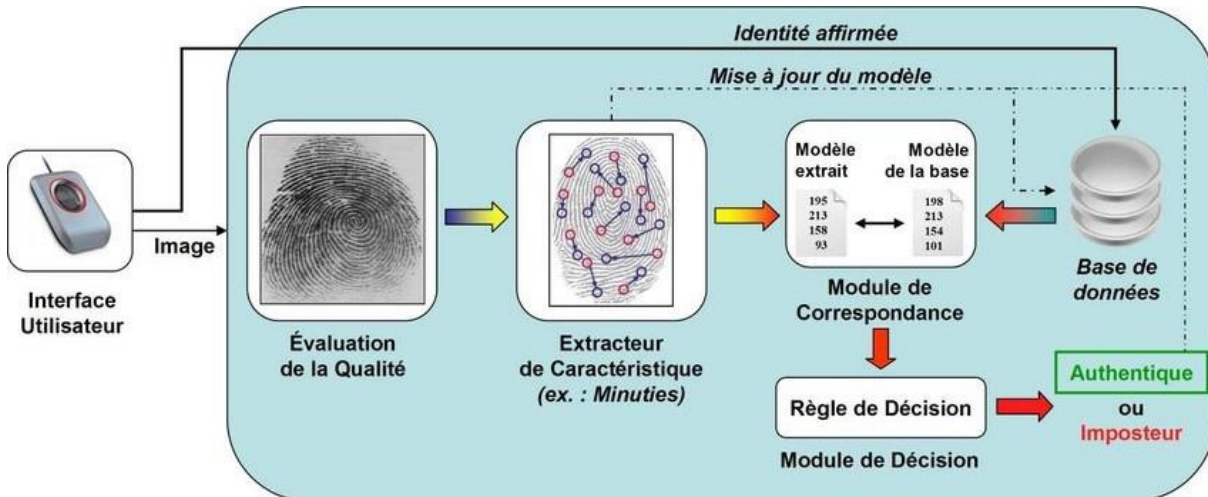 Identité affirmée
Mise à jour du modèle
Interface
Utilisateur
Image
Évaluation
de la Qualité
Extracteur
de Caractéristique
(ex. : Minuties)
Modèle
extrait
195
213
158
93
Modèle
de la base
198
213
154
101
Module de
Correspondance
Base de
données
Règle de Décision
Module de Décision
Authentique
ou
Imposteur